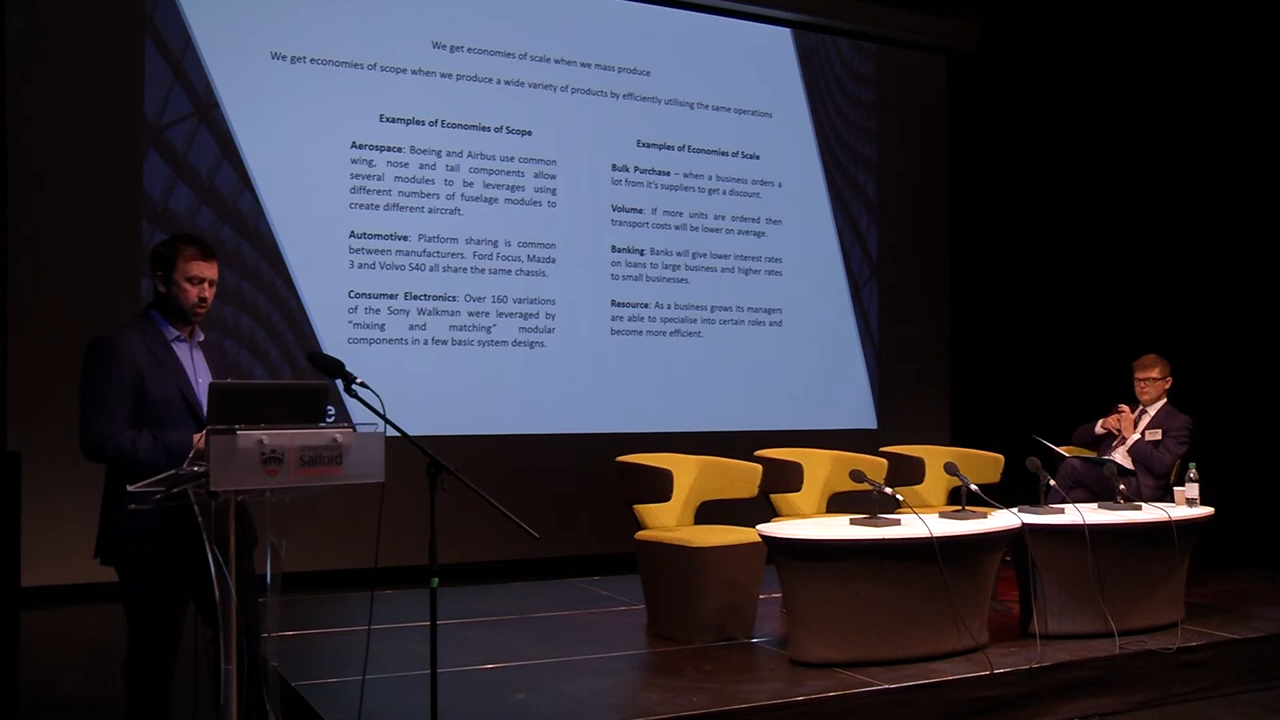 We get economies of scale when we mass produce
We get economies of scope when we produce a wide variety of products by efficiently utilising the same operations
Examples of Economies of Scope
Aerospace: Boeing and Airbus use common
wing, nose and tail components allow
several modules to be leverages using
different numbers of fuselage modules to
create different aircraft.
Automotive: Platform sharing is common
between manufacturers. Ford Focus, Mazda
3 and Volvo S40 all share the same chassis.
Consumer Electronics: Over 160 variations
of the Sony Walkman were leveraged by
"mixing and matching" modular
components in a few basic system designs.
Examples of Economies of Scale
Bulk Purchase – when a business orders a
lot from it's suppliers to get a discount.
Volume: If more units are ordered then
transport costs will be lower on average.
Banking: Banks will give lower interest rates
on loans to large business and higher rates
to small businesses.
Resource: As a business grows its managers
are able to specialise into certain roles and
become more efficient.
e
Salford